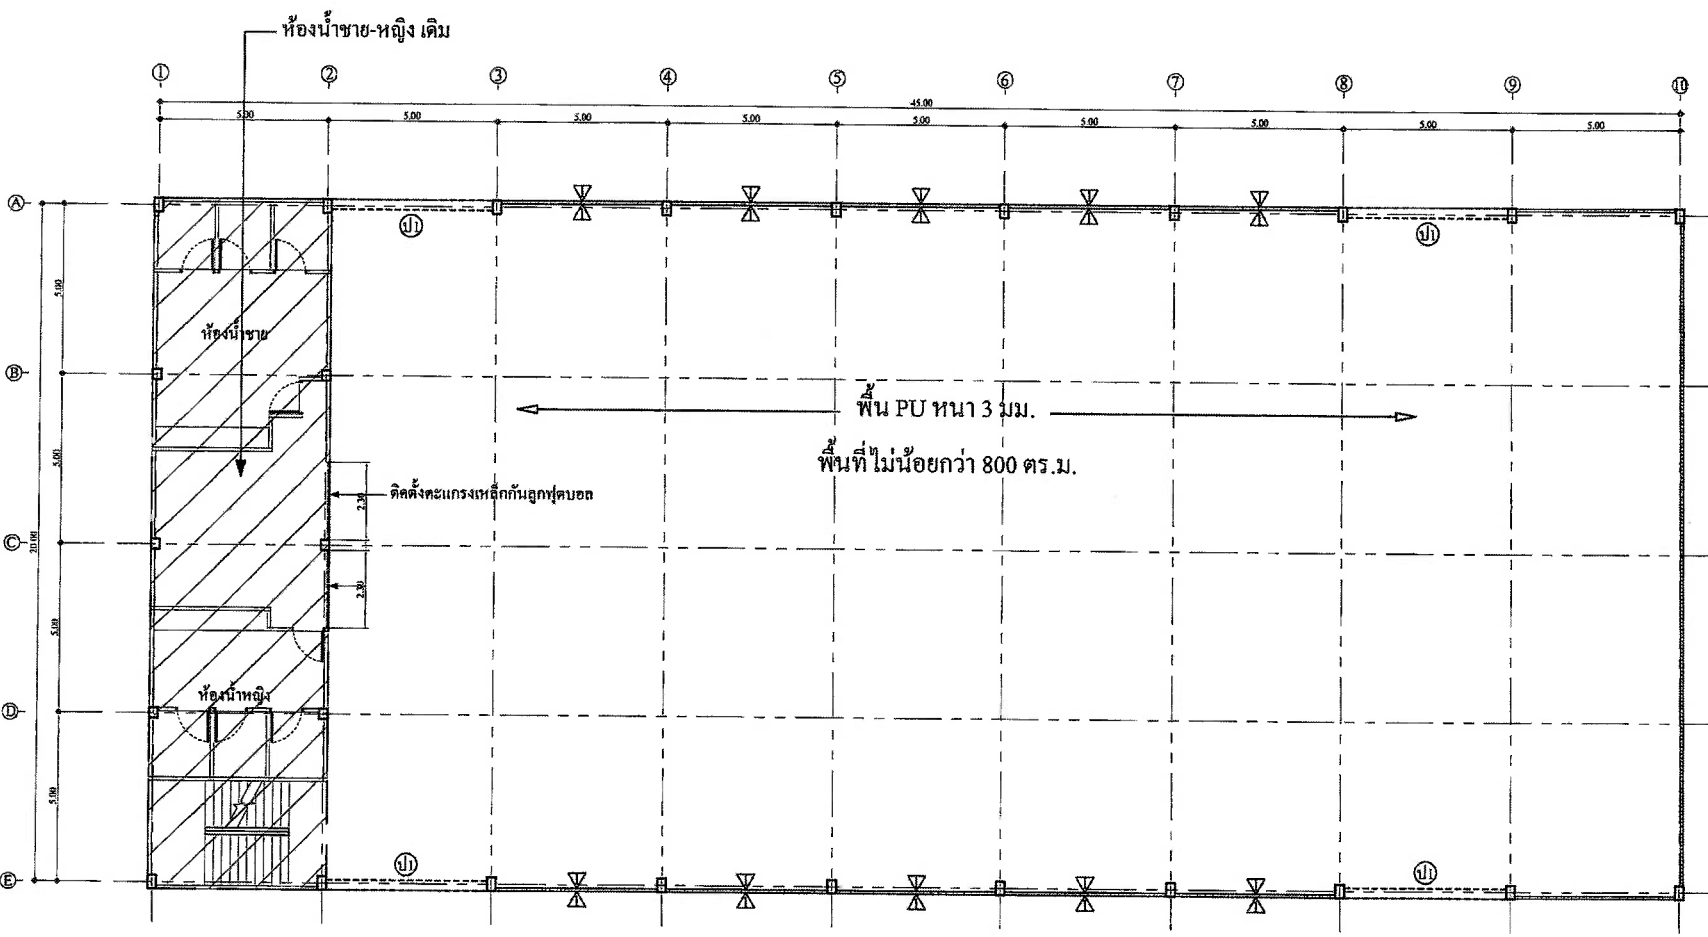 ห้องน้ำชาย-หญิง เดิม
1 2 3 4 5 6 7 8 9 10
45.00
5.00 5.00 5.00 5.00 5.00 5.00 5.00 5.00 5.00
A
ป1 ป1
5.00
ห้องน้ำชาย
B
พื้น PU หนา 3 มม.
พื้นที่ไม่น้อยกว่า 800 ตร.ม.
5.00
ติดตั้งตะแกรงเหล็กกันลูกฟุตบอล
2.30
C
20.00
2.30
5.00
ห้องน้ำหญิง
D
5.00
ป1 ป1
E